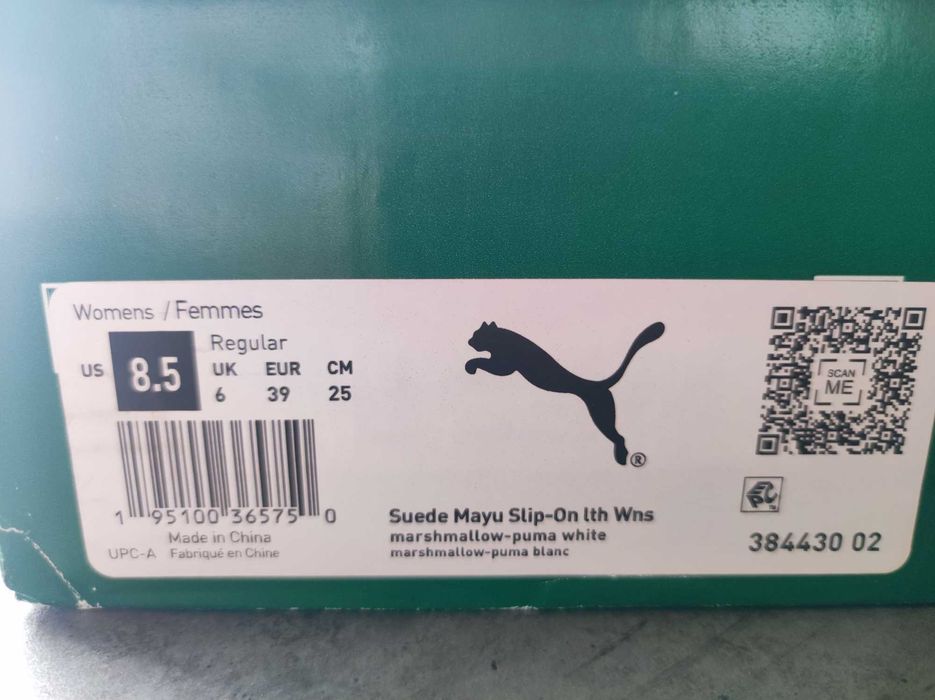 Womens / Femmes
Regular
US 8.5 UK EUR CM
6 39 25
1 95100 36575 0
Made in China
UPC-A Fabriqué en Chine
®
Suede Mayu Slip-On lth Wns
marshmallow-puma white
marshmallow-puma blanc
SCAN
ME
384430 02